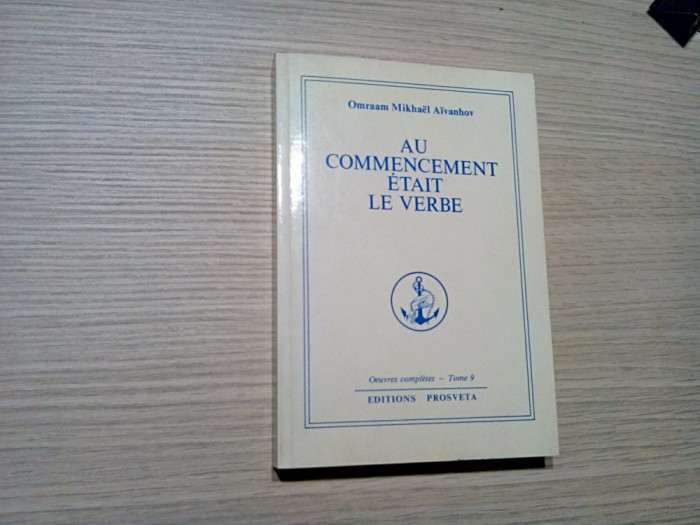 Omraam Mikhaël Aïvanhov
AU
COMMENCEMENT
ÉTAIT
LE VERBE
Oeuvres complètes – Tome 9
EDITIONS PROSVETA